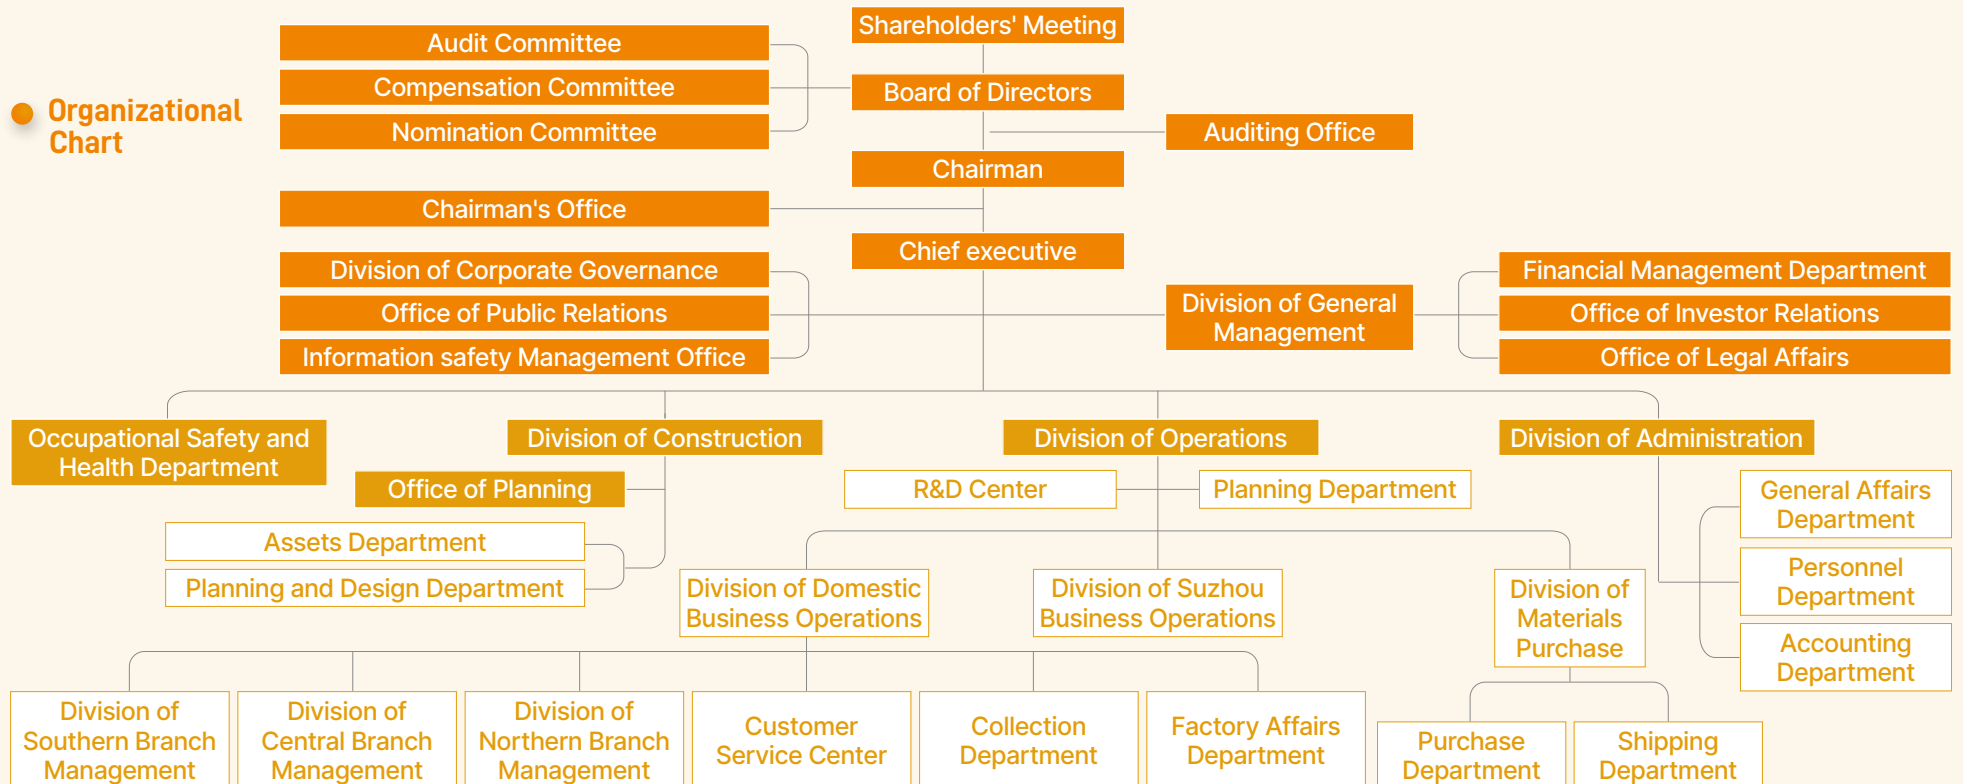 Organizational
Chart
Shareholders' Meeting
Audit Committee
Compensation Committee
Nomination Committee
Board of Directors
Auditing Office
Chairman
Chairman's Office
Chief executive
Division of Corporate Governance
Office of Public Relations
Information safety Management Office
Division of General
Management
Financial Management Department
Office of Investor Relations
Office of Legal Affairs
Occupational Safety and
Health Department
Division of Construction
Division of Operations
Division of Administration
Office of Planning
R&D Center
Planning Department
General Affairs
Department
Assets Department
Planning and Design Department
Personnel
Department
Accounting
Department
Division of Domestic
Business Operations
Division of Suzhou
Business Operations
Division of
Materials
Purchase
Division of
Southern Branch
Management
Division of
Central Branch
Management
Division of
Northern Branch
Management
Customer
Service Center
Collection
Department
Factory Affairs
Department
Purchase
Department
Shipping
Department